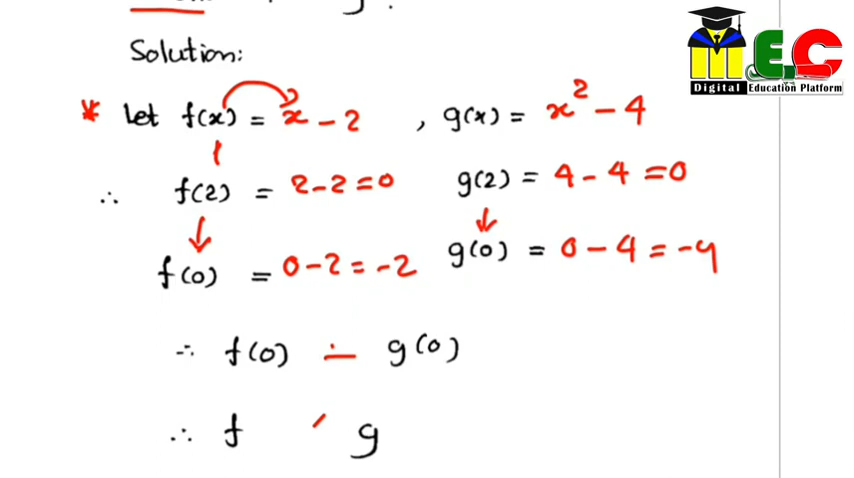 MEC
Digital Education Platform
Solution:
* Let f(x) = x - 2 , g(x) = x² - 4
∴ f(2) = 2 - 2 = 0 g(2) = 4 - 4 = 0
f(0) = 0 - 2 = -2 g(0) = 0 - 4 = -4
∴ f(0) g(0)
∴ f g